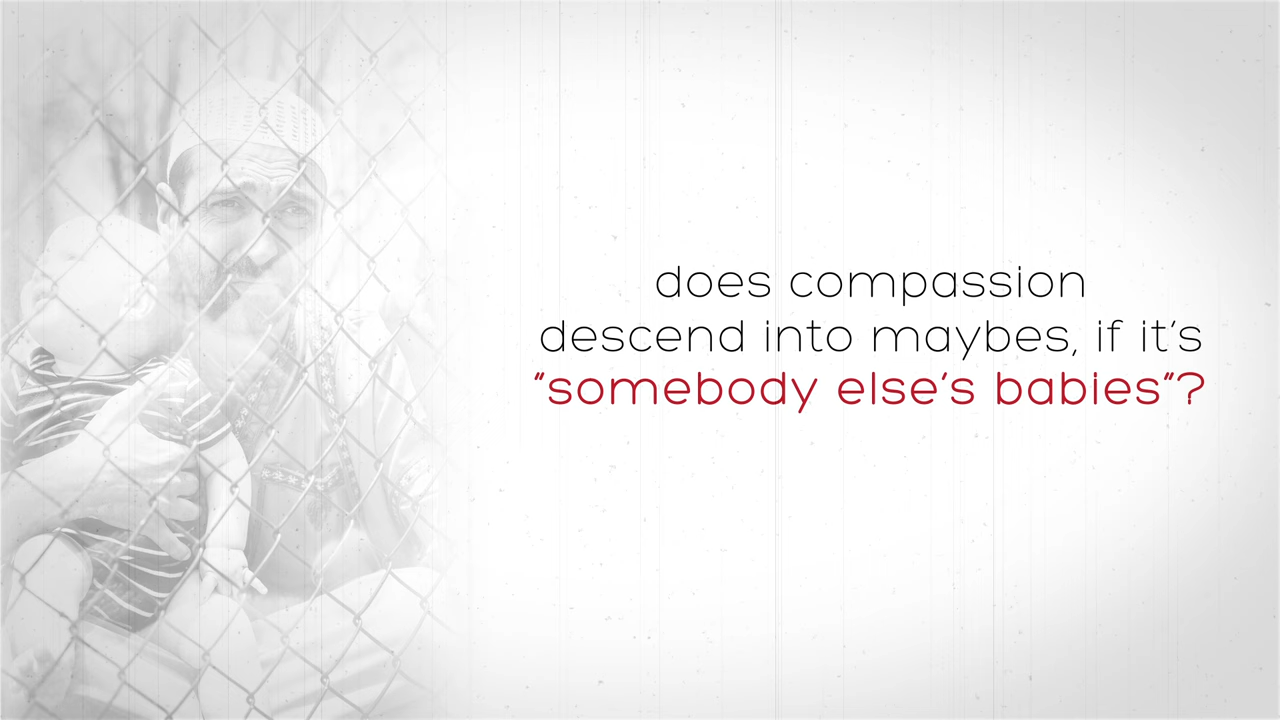 does compassion
descend into maybes, if it's
"somebody else's babies"?